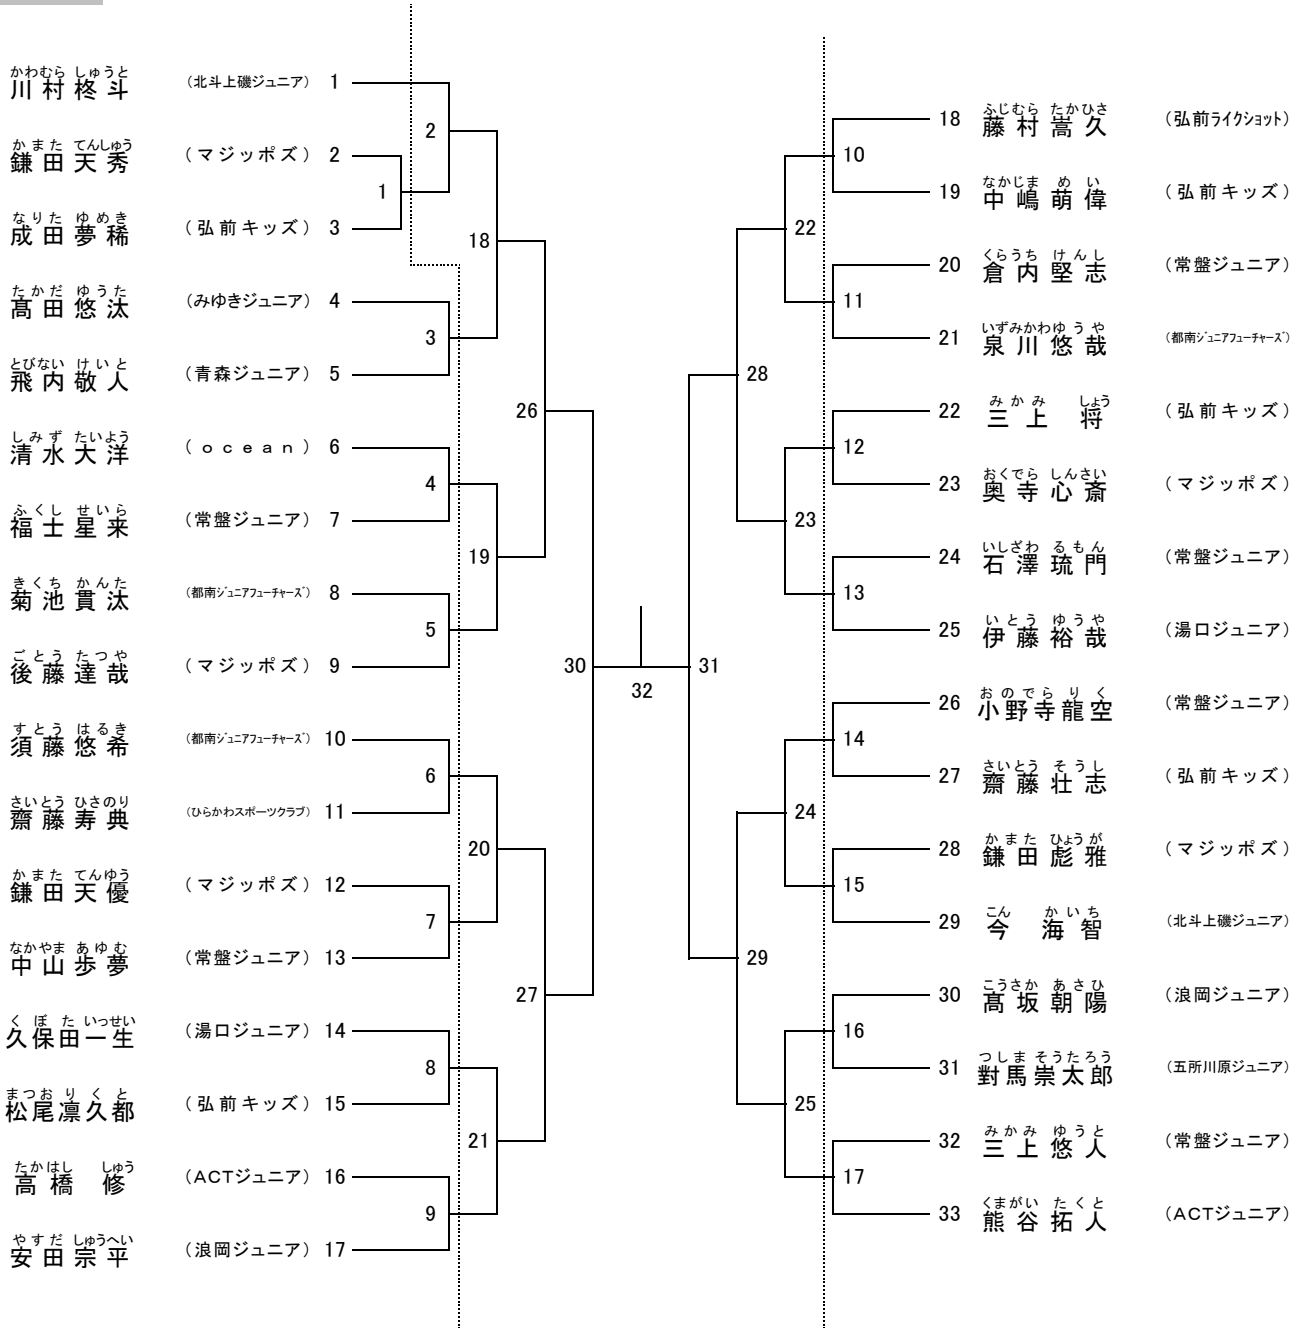 かわむら しゅうと
川村柊斗 (北斗上磯ジュニア) 1
かまた てんしゅう
鎌田天秀 (マジッポズ) 2
なりた ゆめき
成田夢稀 (弘前キッズ) 3
たかだ ゆうた
髙田悠汰 (みゆきジュニア) 4
とびない けいと
飛内敬人 (青森ジュニア) 5
しみず たいよう
清水大洋 (ocean) 6
ふくし せいら
福士星来 (常盤ジュニア) 7
きくち かんた
菊池貫汰 (都南ジュニアフューチャーズ) 8
ごとう たつや
後藤達哉 (マジッポズ) 9
すとう はるき
須藤悠希 (都南ジュニアフューチャーズ) 10
さいとう ひさのり
齋藤寿典 (ひらかわスポーツクラブ) 11
かまた てんゆう
鎌田天優 (マジッポズ) 12
なかやま あゆむ
中山歩夢 (常盤ジュニア) 13
くぼた いっせい
久保田一生 (湯口ジュニア) 14
まつお りくと
松尾凛久都 (弘前キッズ) 15
たかはし しゅう
高橋 修 (ACTジュニア) 16
やすだ しゅうへい
安田宗平 (浪岡ジュニア) 17
1
2
3
4
5
6
7
8
9
18
19
20
21
26
27
30
32
31
28
29
22
23
24
25
10
11
12
13
14
15
16
17
ふじむら たかひさ
18 藤村嵩久 (弘前ライクショット)
なかじま めい
19 中嶋萌偉 (弘前キッズ)
くらうち けんし
20 倉内堅志 (常盤ジュニア)
いずみかわ ゆうや
21 泉川悠哉 (都南ジュニアフューチャーズ)
みかみ しょう
22 三上 将 (弘前キッズ)
おくでら しんさい
23 奥寺心斎 (マジッポズ)
いしざわ るもん
24 石澤琉門 (常盤ジュニア)
いとう ゆうや
25 伊藤裕哉 (湯口ジュニア)
おのでら りく
26 小野寺龍空 (常盤ジュニア)
さいとう そうし
27 齋藤壮志 (弘前キッズ)
かまた ひょうが
28 鎌田彪雅 (マジッポズ)
こん かいち
29 今 海智 (北斗上磯ジュニア)
こうさか あさひ
30 髙坂朝陽 (浪岡ジュニア)
つしま そうたろう
31 對馬崇太郎 (五所川原ジュニア)
みかみ ゆうと
32 三上悠人 (常盤ジュニア)
くまがい たくと
33 熊谷拓人 (ACTジュニア)